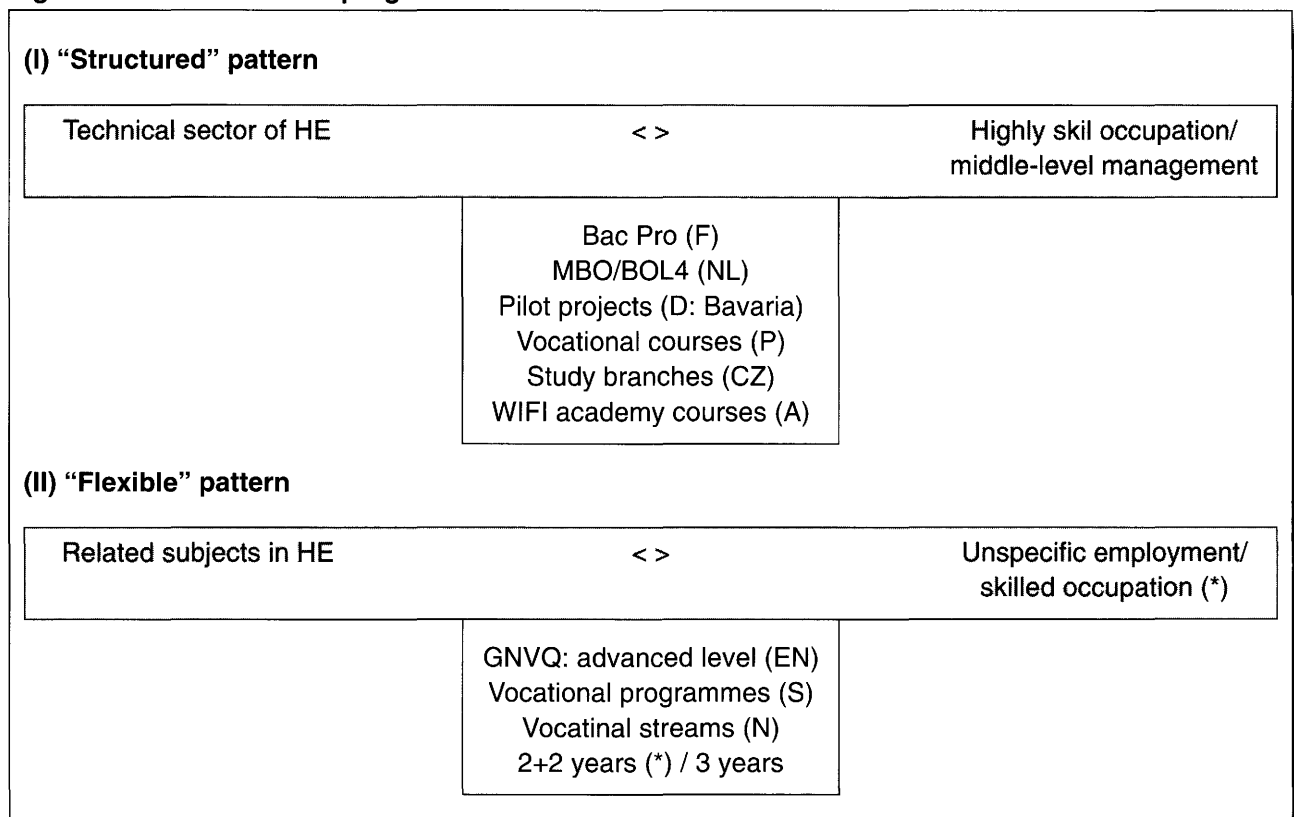 (I) “Structured” pattern
Technical sector of HE < > Highly skil occupation/
middle-level management
Bac Pro (F)
MBO/BOL4 (NL)
Pilot projects (D: Bavaria)
Vocational courses (P)
Study branches (CZ)
WIFI academy courses (A)
(II) “Flexible” pattern
Related subjects in HE < > Unspecific employment/
skilled occupation (*)
GNVQ: advanced level (EN)
Vocational programmes (S)
Vocatinal streams (N)
2+2 years (*) / 3 years